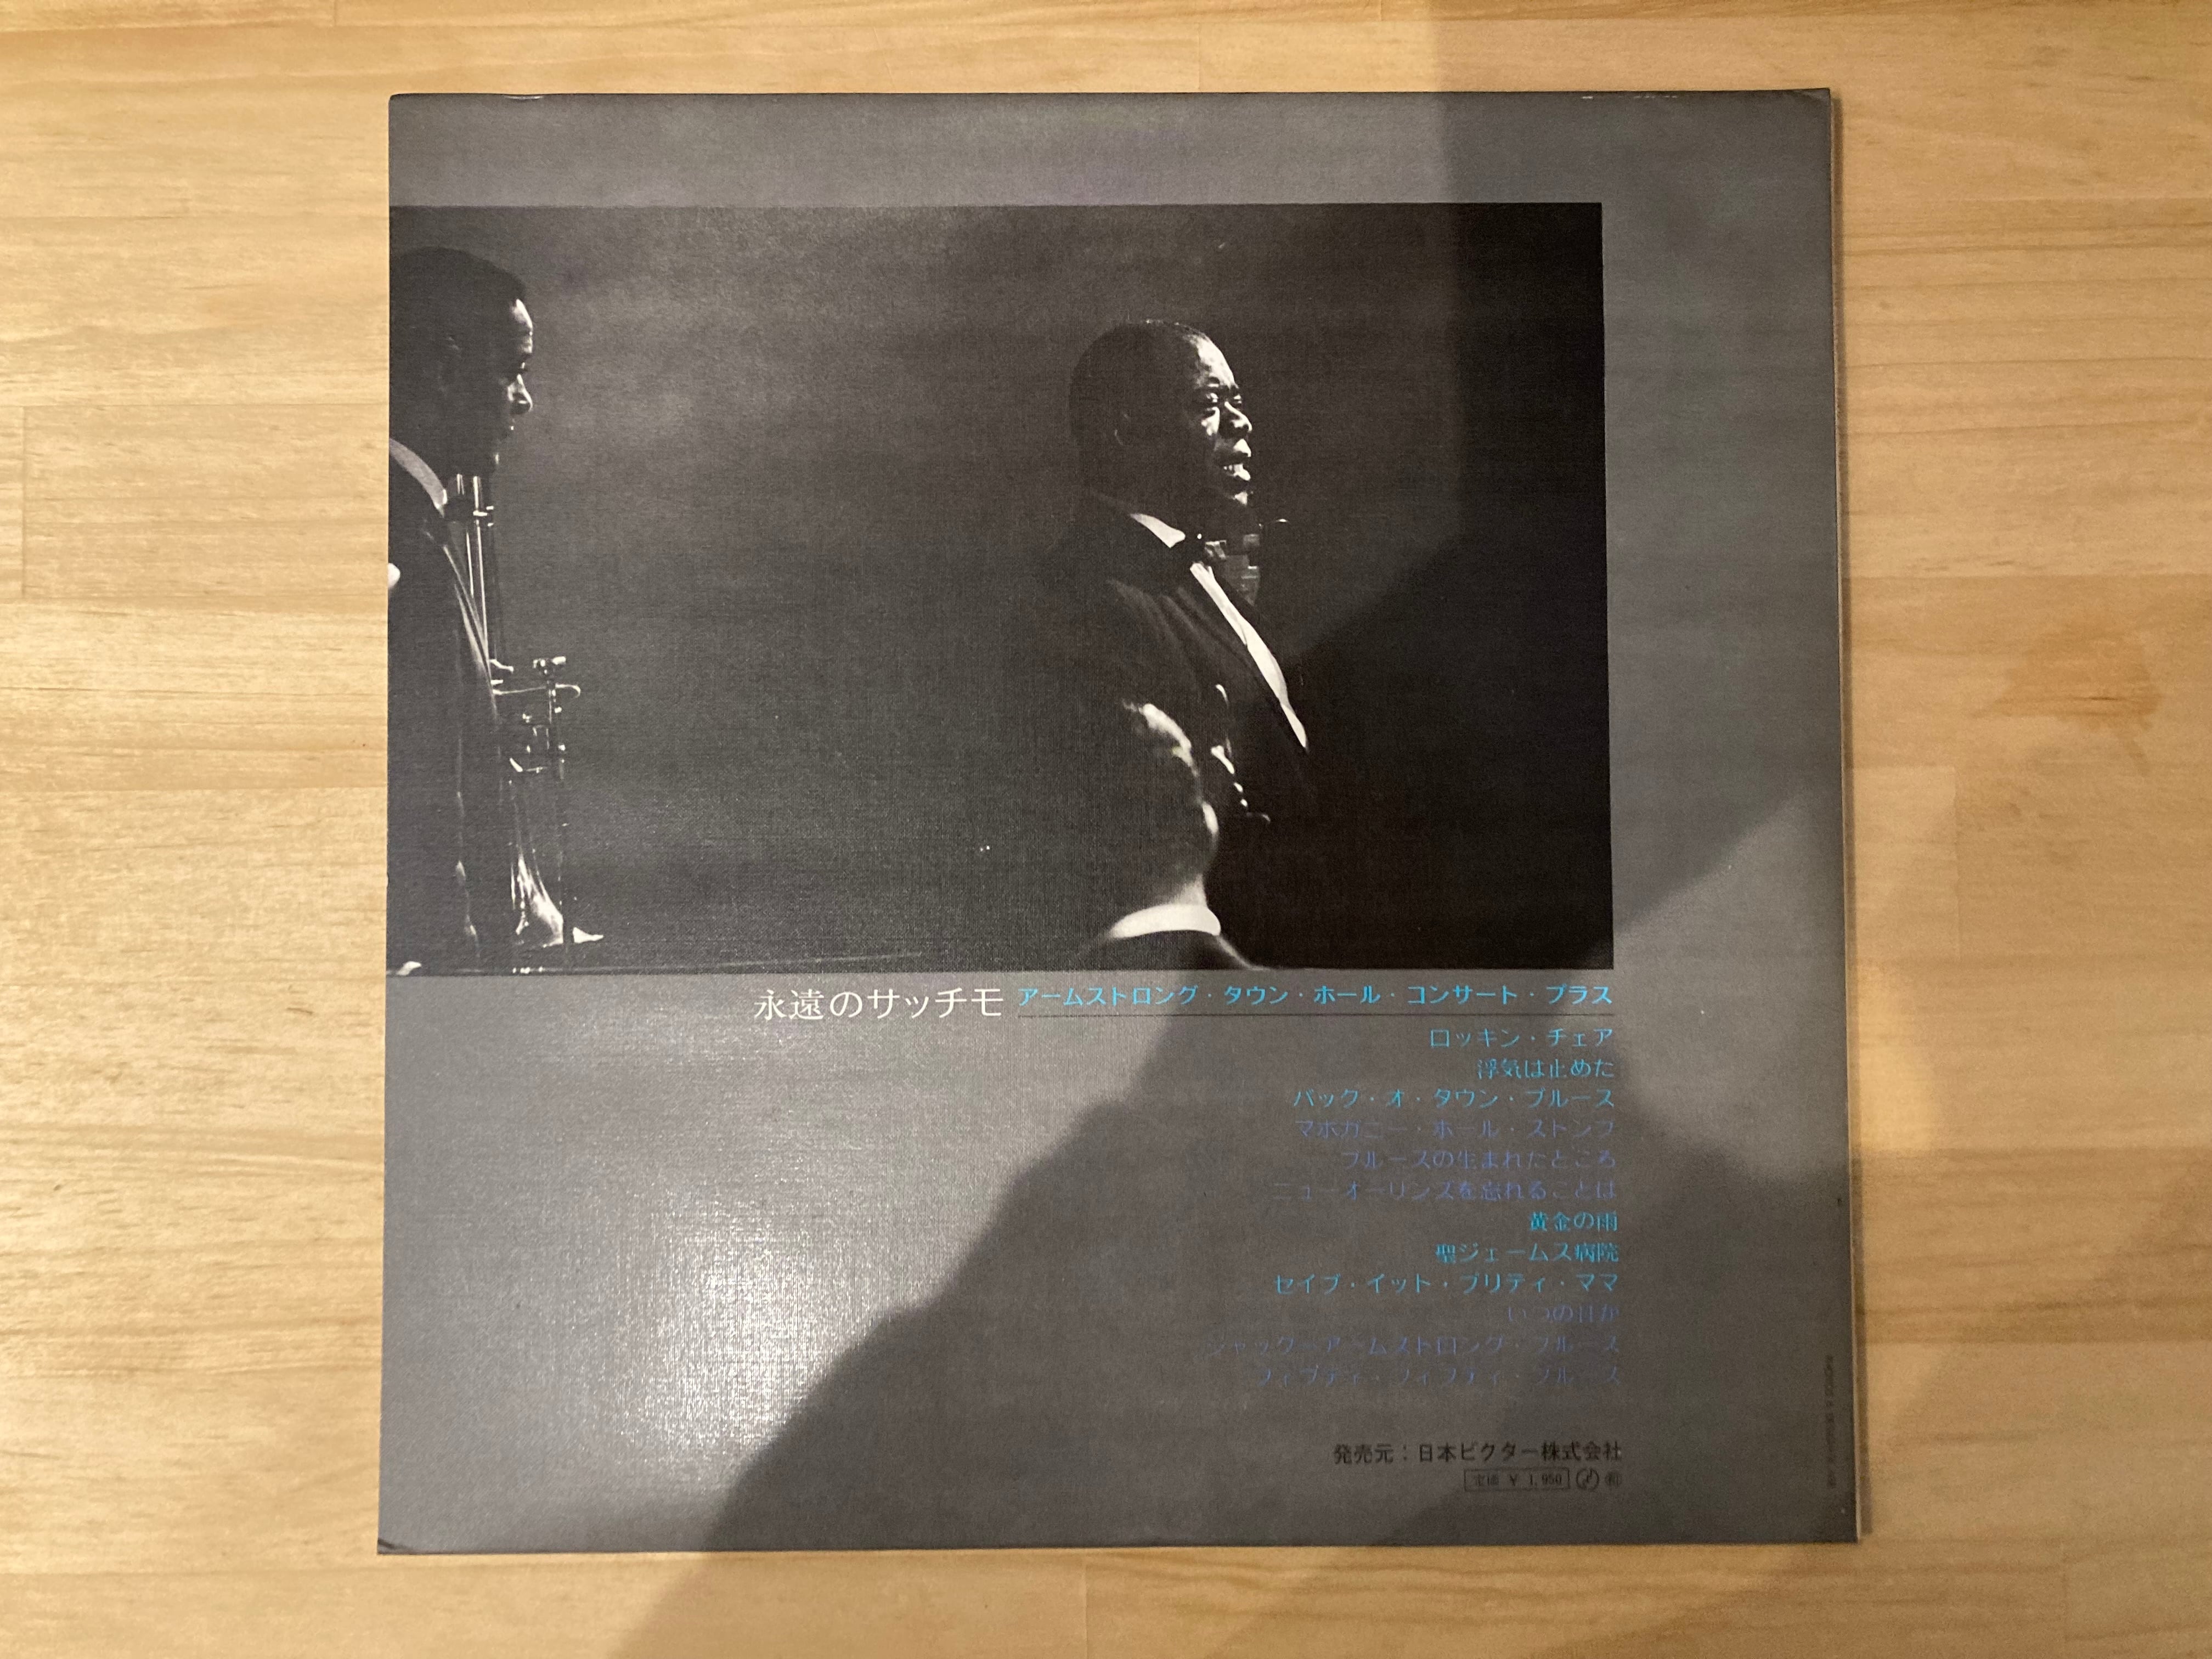 永遠のサッチモ アームストロング・タウン・ホール・コンサート・プラス
ロッキン・チェア
浮気は止めた
バック・オ・タウン・ブルース
マホガニー・ホール・ストンプ
ブルースの生まれたところ
ニューオーリンズを忘れることは
黄金の雨
聖ジェームス病院
セイブ・イット・プリティ・ママ
いつの日か
ジャック-アームストロング・ブルース
フィフティ・フィフティ・ブルース
発売元：日本ビクター株式会社
定価 ¥ 1,950